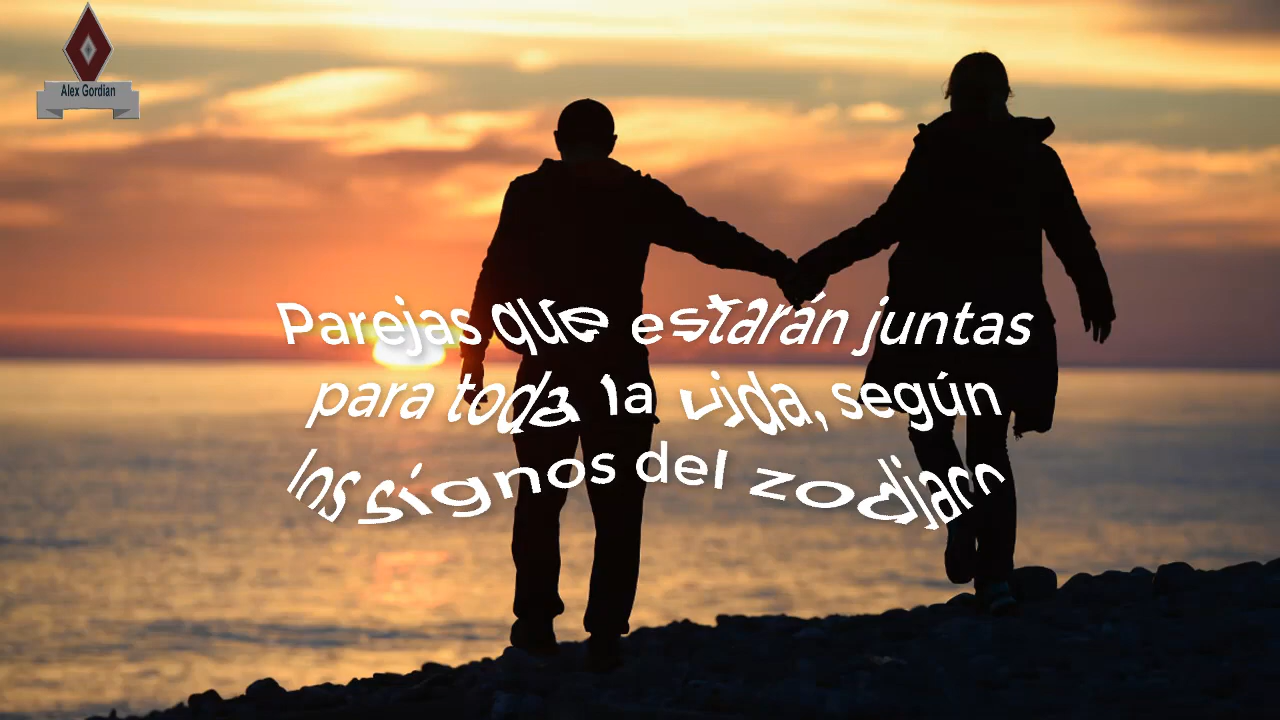 Alex Gordian
Parejas que estarán juntas
para toda la vida, según
los signos del zodiaco